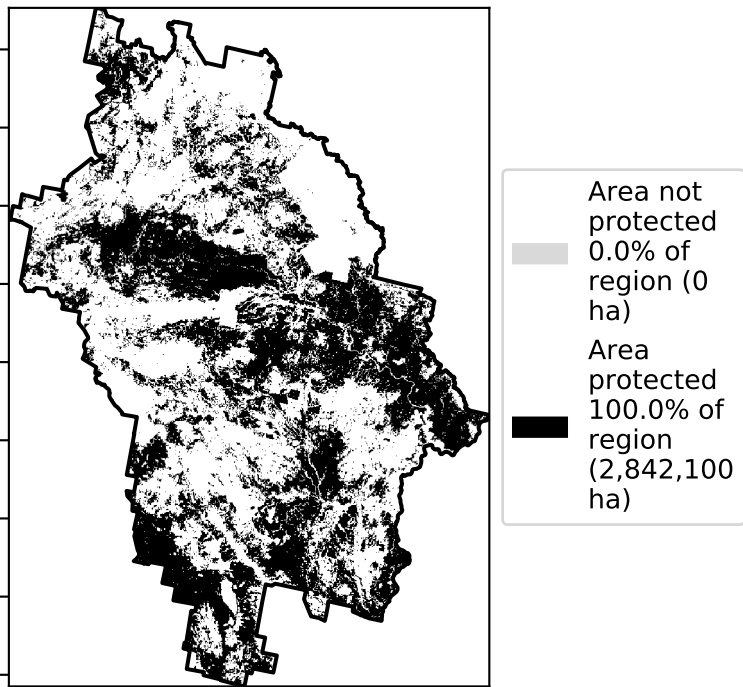 Area not
protected
0.0% of
region (0
ha)
Area
protected
100.0% of
region
(2,842,100
ha)